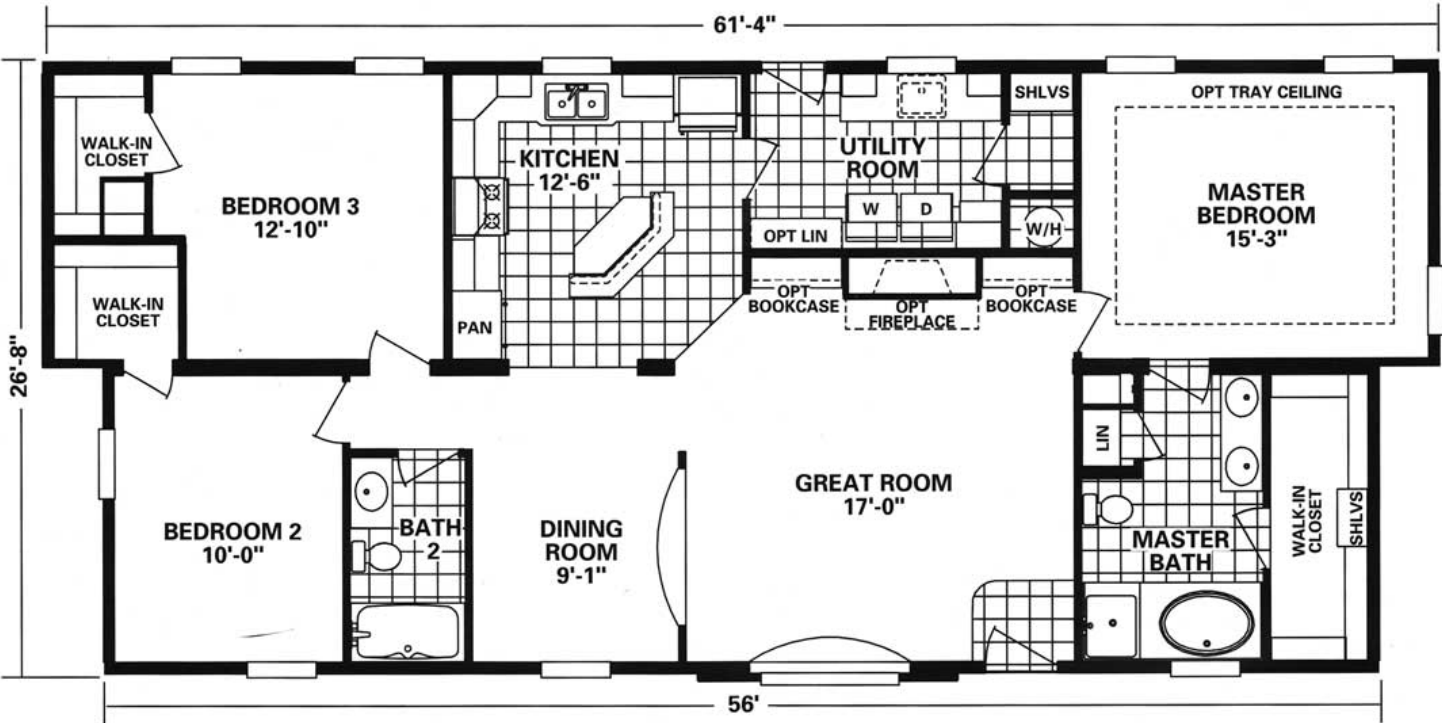 61'-4"
26'-8"
WALK-IN
CLOSET
BEDROOM 3
12'-10"
WALK-IN
CLOSET
KITCHEN
12'-6"
PAN
UTILITY
ROOM
SHLVS
W
D
OPT LIN
W/H
OPT
BOOKCASE
OPT
FIREPLACE
OPT
BOOKCASE
OPT TRAY CEILING
MASTER
BEDROOM
15'-3"
BEDROOM 2
10'-0"
BATH
2
DINING
ROOM
9'-1"
GREAT ROOM
17'-0"
LIN
MASTER
BATH
WALK-IN
CLOSET
SHLVS
56'